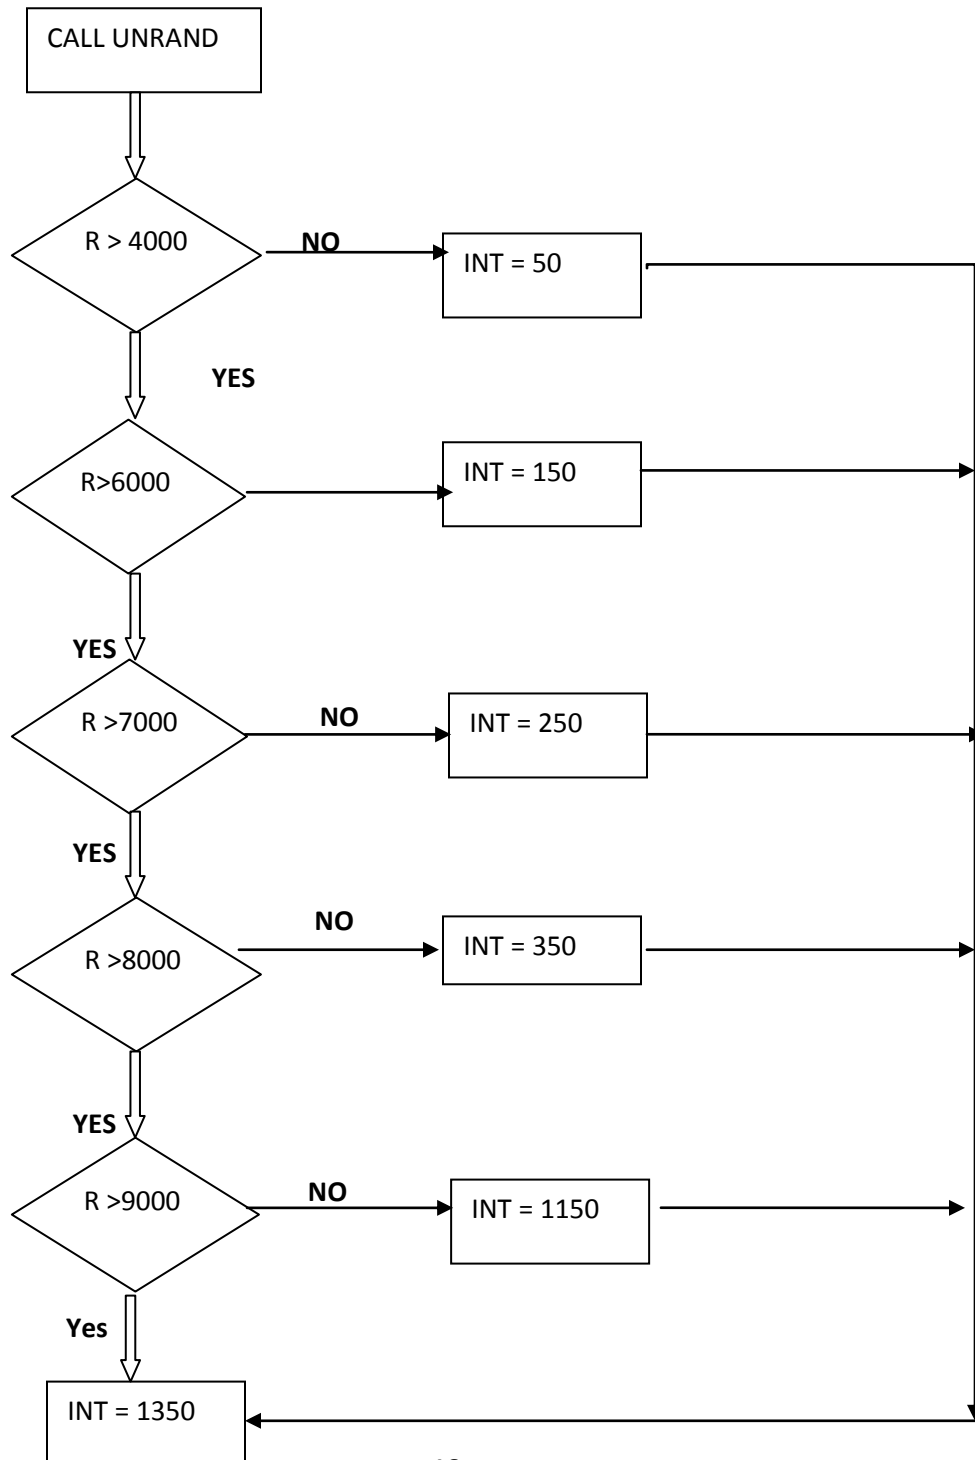 CALL UNRAND
R > 4000
NO
INT = 50
YES
R>6000
INT = 150
YES
R >7000
NO
INT = 250
YES
R >8000
NO
INT = 350
YES
R >9000
NO
INT = 1150
Yes
INT = 1350